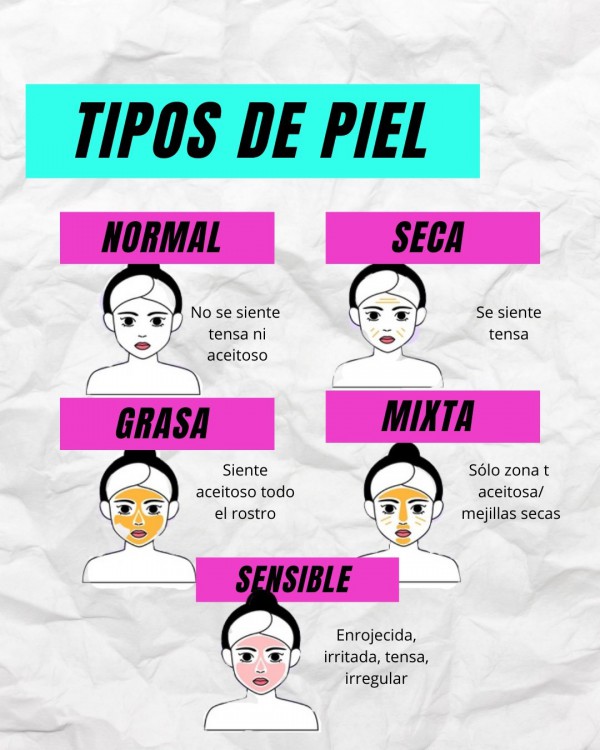 TIPOS DE PIEL
NORMAL
No se siente
tensa ni
aceitoso
SECA
Se siente
tensa
GRASA
Siente
aceitoso todo
el rostro
MIXTA
Sólo zona t
aceitosa/
mejillas secas
SENSIBLE
Enrojecida,
irritada, tensa,
irregular